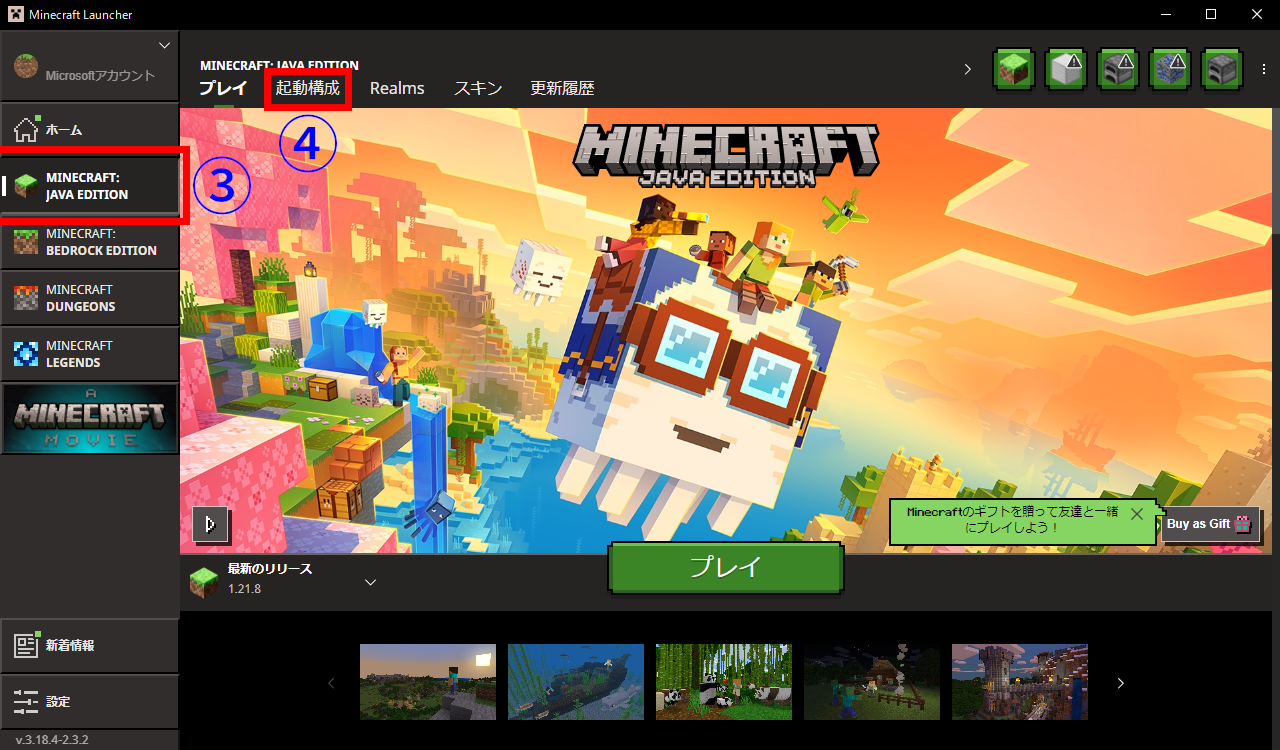 Minecraft Launcher
Microsoftアカウント
ホーム
MINECRAFT:
JAVA EDITION
MINECRAFT:
BEDROCK EDITION
MINECRAFT
DUNGEONS
MINECRAFT
LEGENDS
A
MINECRAFT
MOVIE
新着情報
設定
v.3.18.4-2.3.2
MINECRAFT: JAVA EDITION
プレイ
起動構成
Realms
スキン
更新履歴
③
④
MINECRAFT
JAVA EDITION
Minecraftのギフトを贈って友達と一緒
にプレイしよう！
Buy as Gift
最新のリリース
1.21.8
プレイ